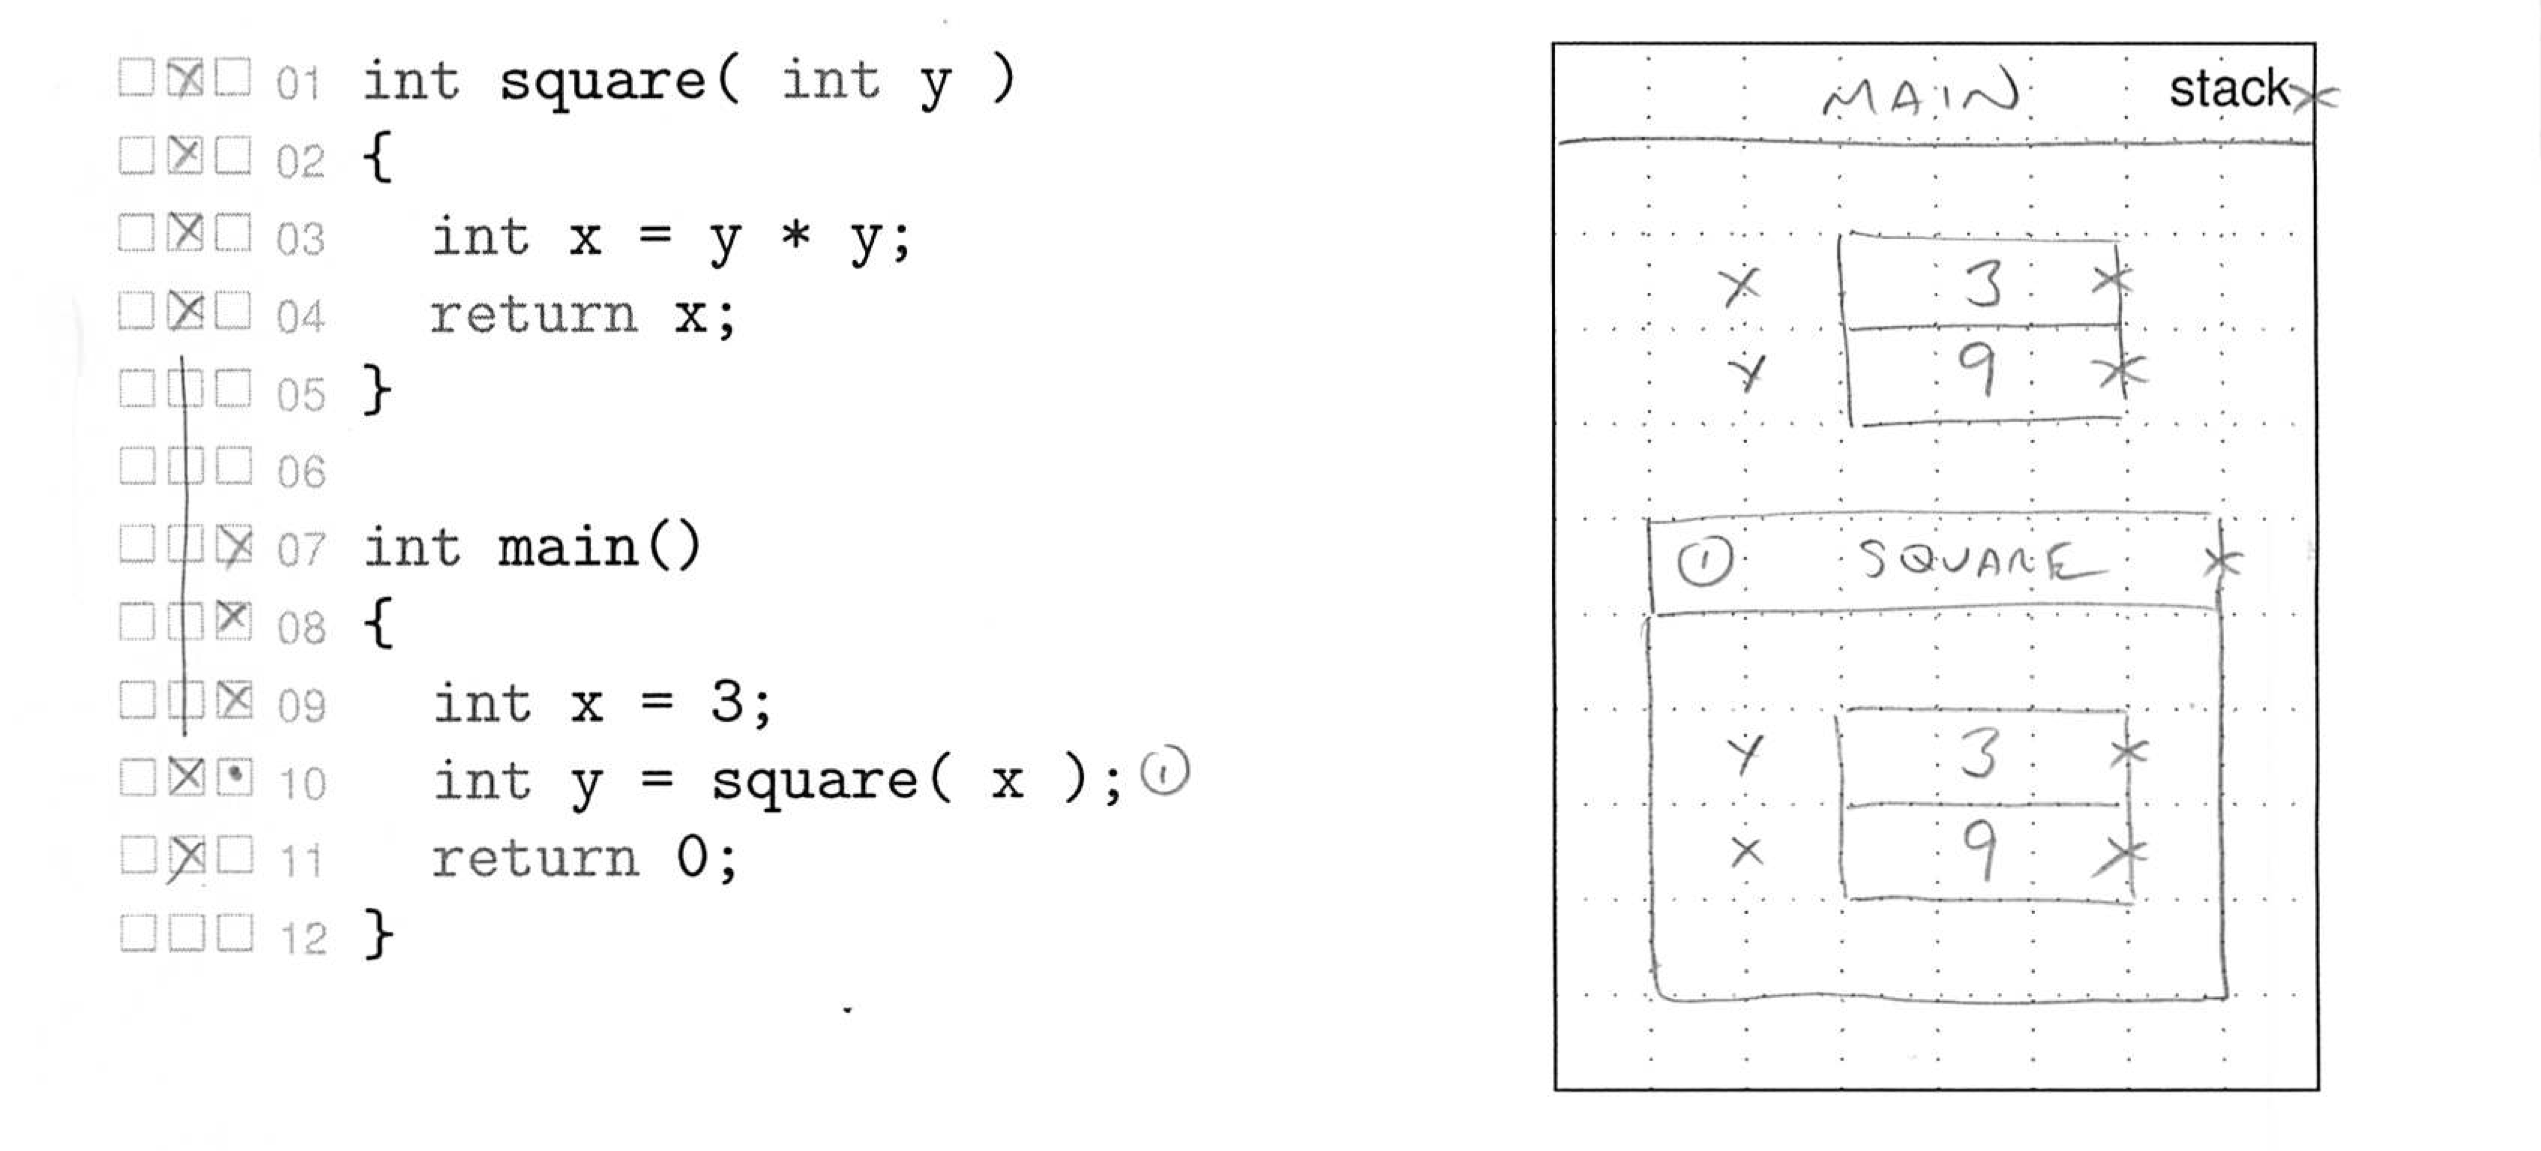 01 int square( int y )
02 {
03 int x = y * y;
04 return x;
05 }
06
07 int main()
08 {
09 int x = 3;
10 int y = square( x ); ①
11 return 0;
12 }
MAIN stack
X 3
Y 9
① SQUARE
Y 3
X 9